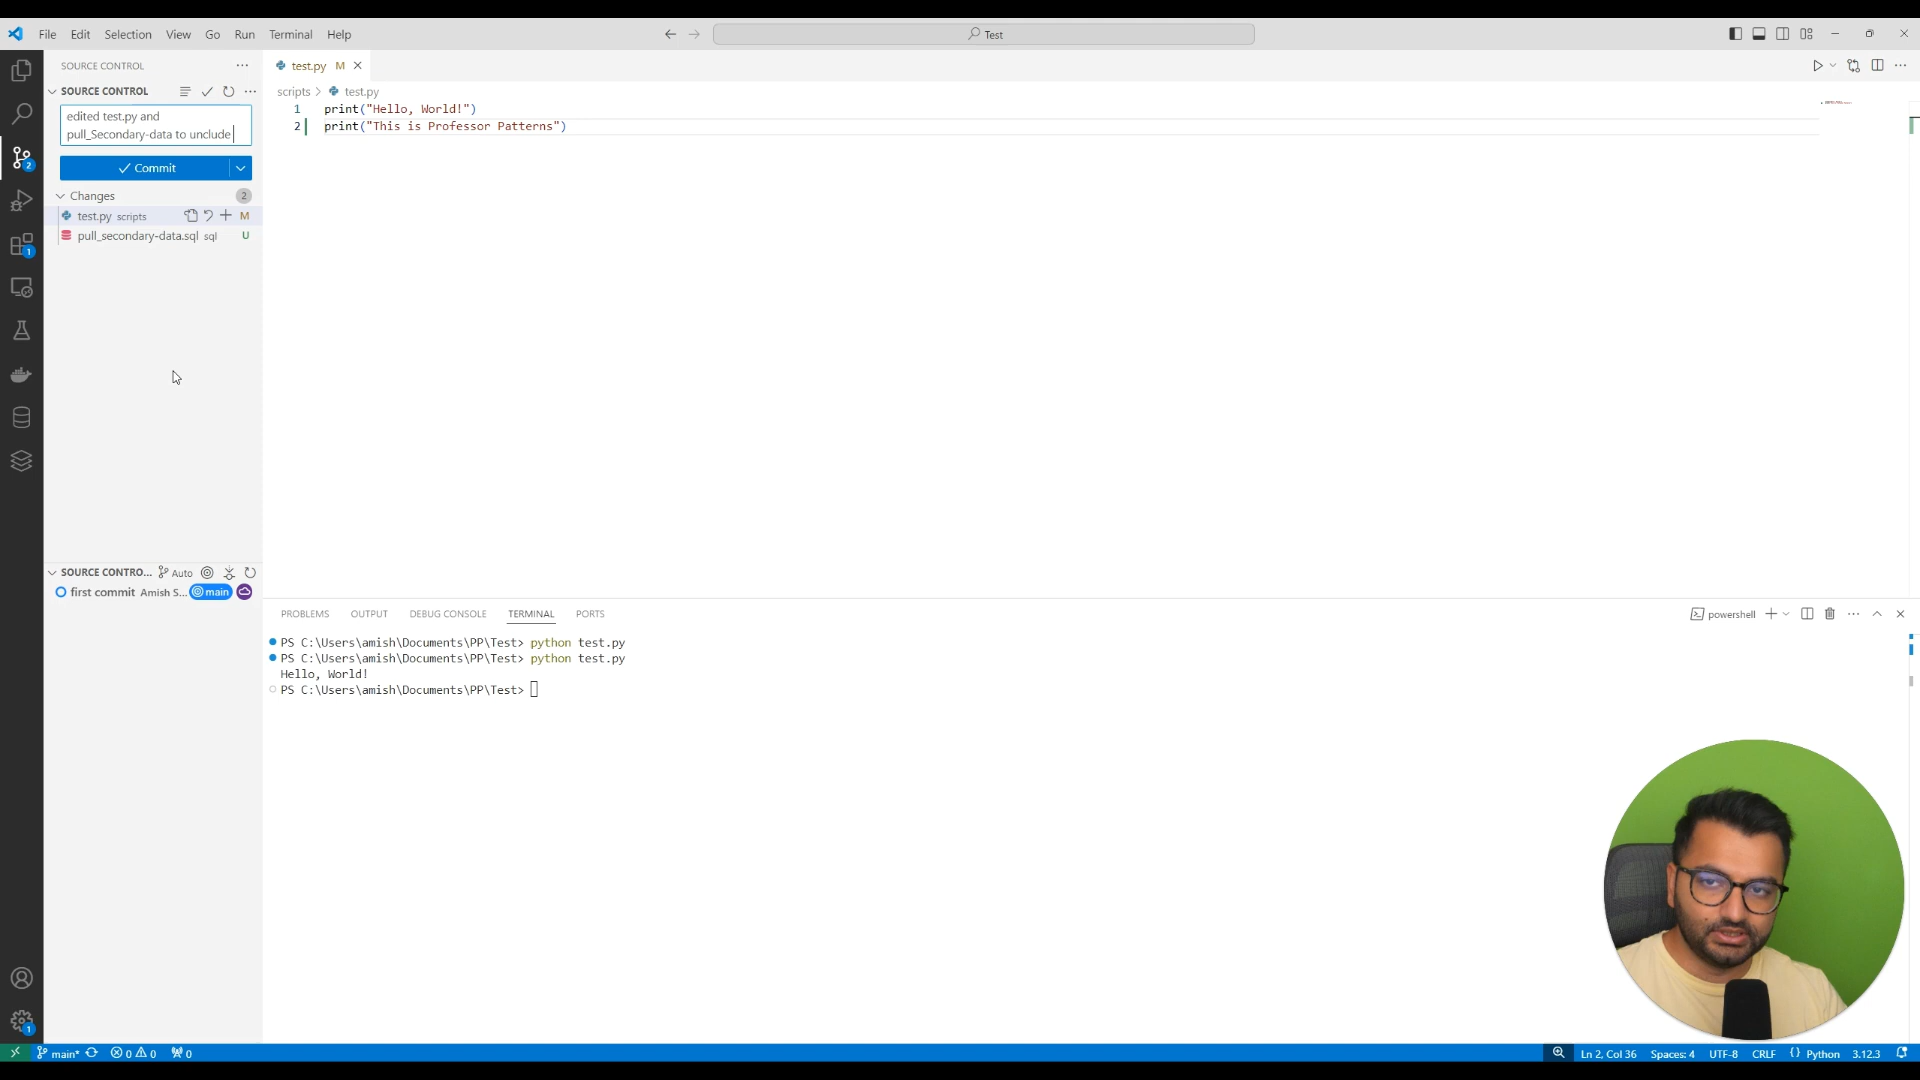 File Edit Selection View Go Run Terminal Help
Test
SOURCE CONTROL
SOURCE CONTROL
edited test.py and
pull_Secondary-data to unclude
Commit
Changes 2
test.py scripts M
pull_secondary-data.sql sql U
2
1
SOURCE CONTRO... Auto
first commit Amish S... main
test.py M
scripts > test.py
1 print("Hello, World!")
2 print("This is Professor Patterns")
PROBLEMS OUTPUT DEBUG CONSOLE TERMINAL PORTS
powershell
PS C:\Users\amish\Documents\PP\Test> python test.py
PS C:\Users\amish\Documents\PP\Test> python test.py
Hello, World!
PS C:\Users\amish\Documents\PP\Test>
1
main* 0 0 0
Ln 2, Col 36 Spaces: 4 UTF-8 CRLF {} Python 3.12.3